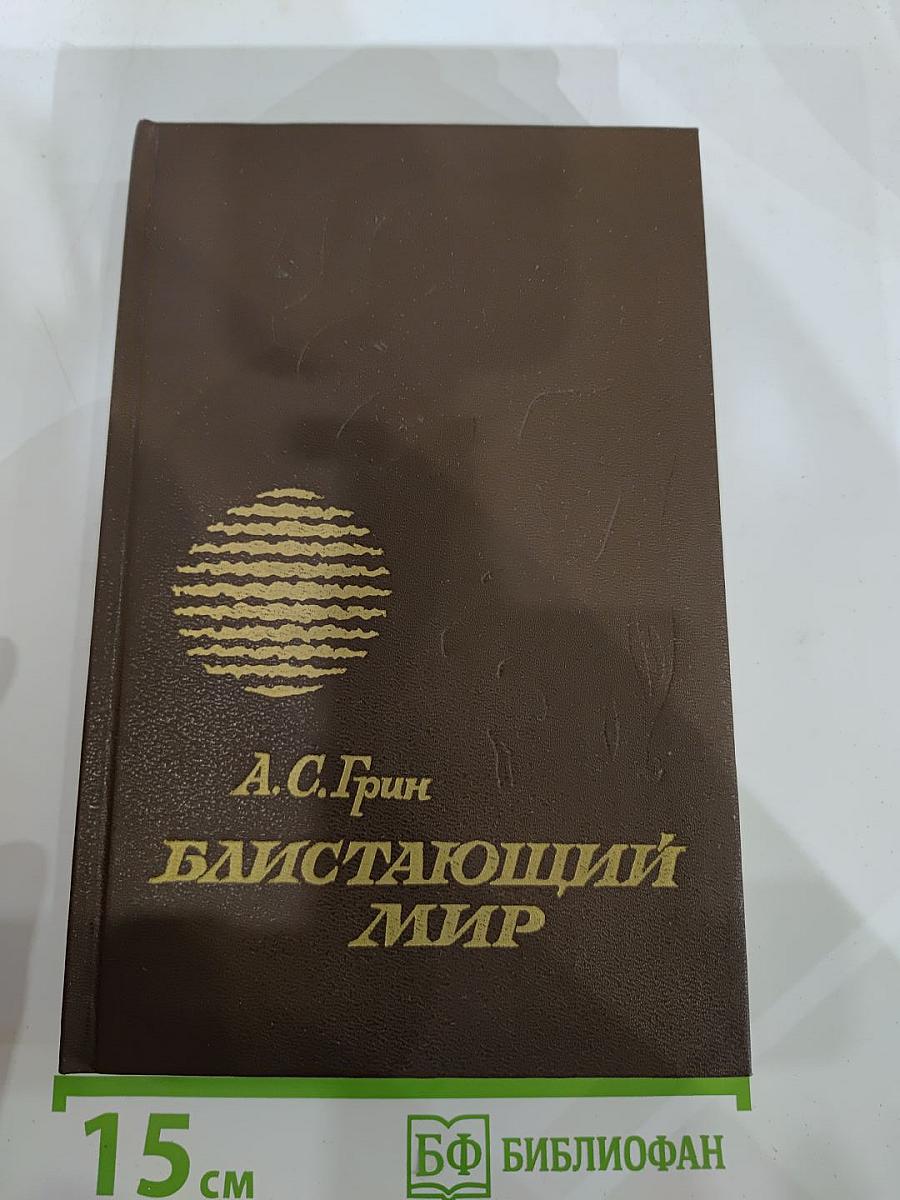 А.С.Грин
БЛИСТАЮЩИЙ
МИР
15 см
БФ БИБЛИОФАН